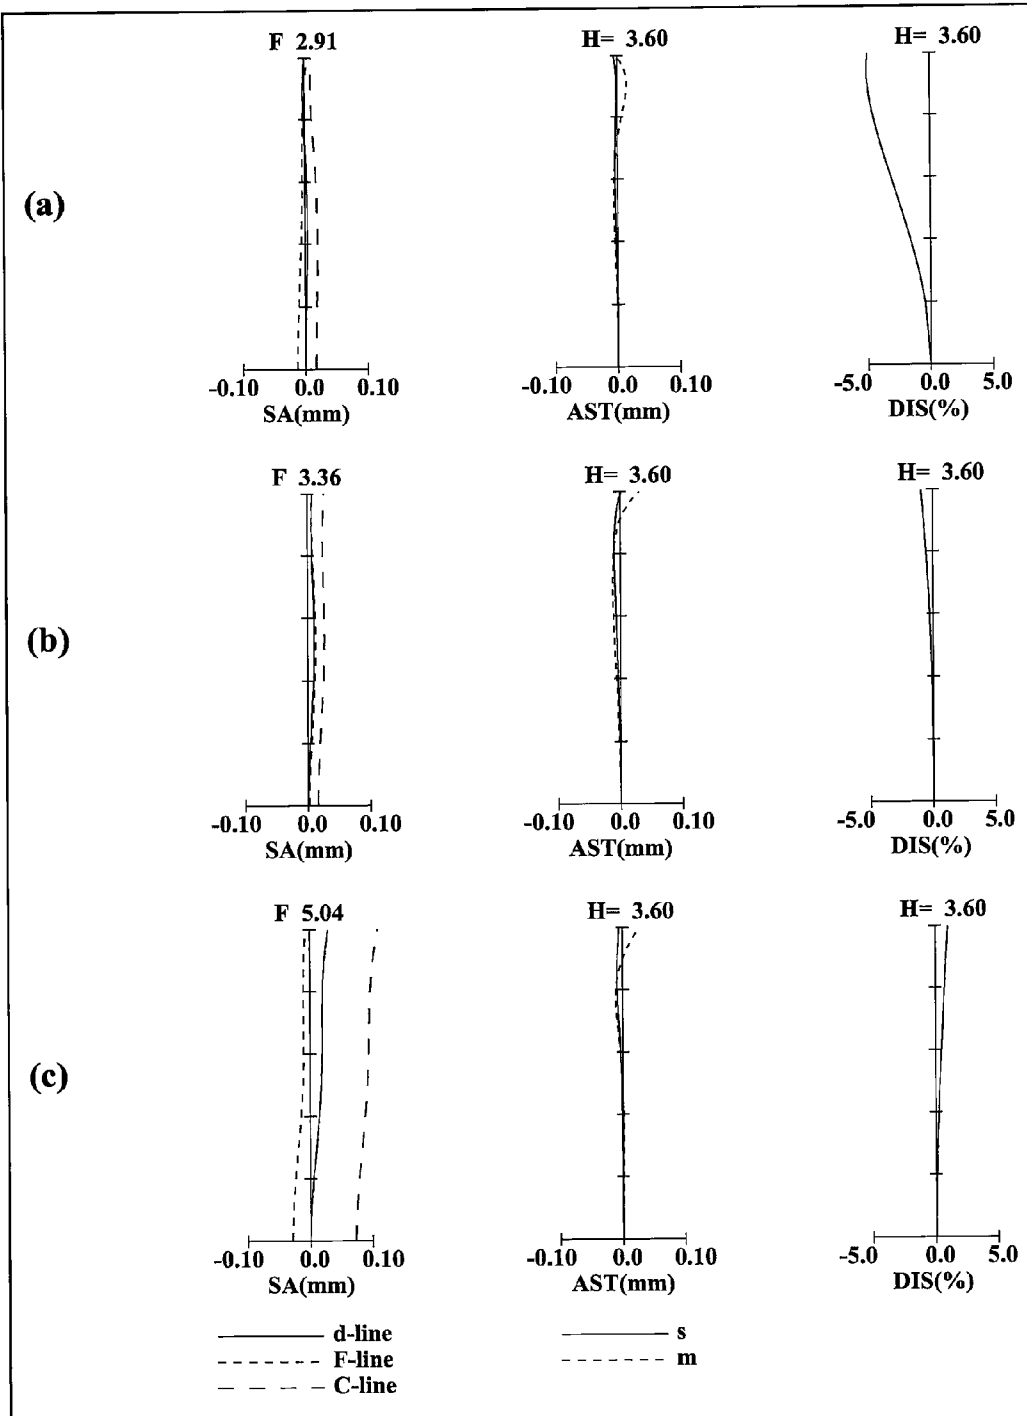 F 2.91
H= 3.60
H= 3.60
(a)
-0.10 0.0 0.10
SA(mm)
-0.10 0.0 0.10
AST(mm)
-5.0 0.0 5.0
DIS(%)
F 3.36
H= 3.60
H= 3.60
(b)
-0.10 0.0 0.10
SA(mm)
-0.10 0.0 0.10
AST(mm)
-5.0 0.0 5.0
DIS(%)
F 5.04
H= 3.60
H= 3.60
(c)
-0.10 0.0 0.10
SA(mm)
-0.10 0.0 0.10
AST(mm)
-5.0 0.0 5.0
DIS(%)
d-line
F-line
C-line
s
m